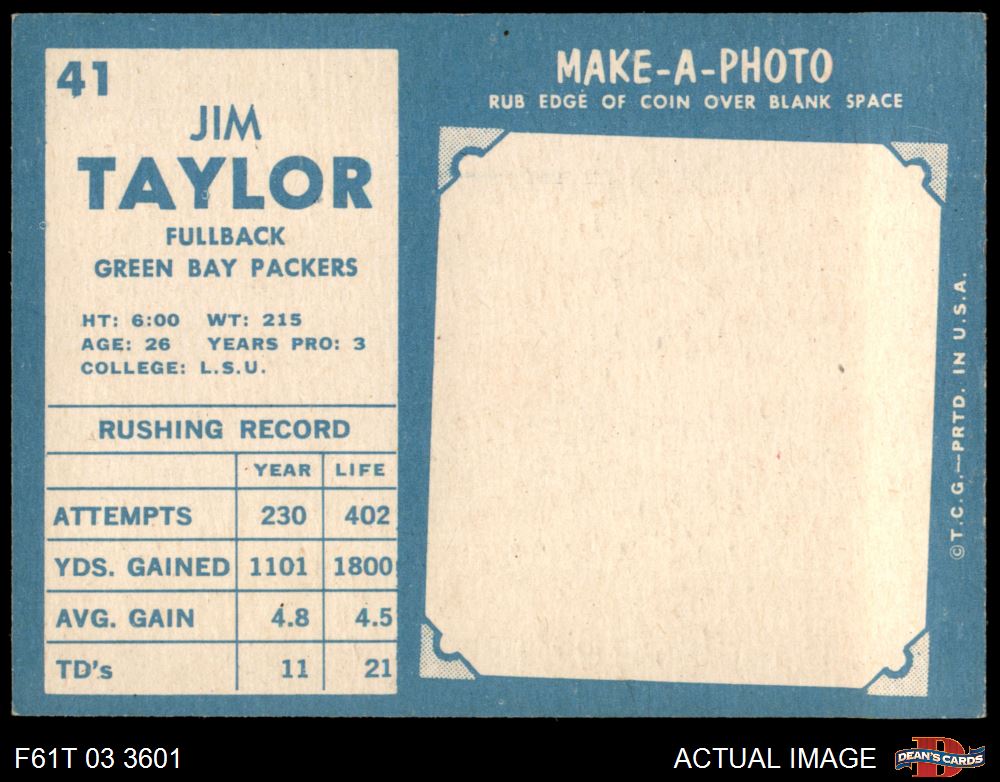 41
JIM
TAYLOR
FULLBACK
GREEN BAY PACKERS
HT: 6:00 WT: 215
AGE: 26 YEARS PRO: 3
COLLEGE: L.S.U.
RUSHING RECORD
YEAR LIFE
ATTEMPTS 230 402
YDS. GAINED 1101 1800
AVG. GAIN 4.8 4.5
TD's 11 21
MAKE-A-PHOTO
RUB EDGE OF COIN OVER BLANK SPACE
©T.C.G.—PRTD. IN U.S.A.
F61T 03 3601
ACTUAL IMAGE
D
DEAN'S CARDS